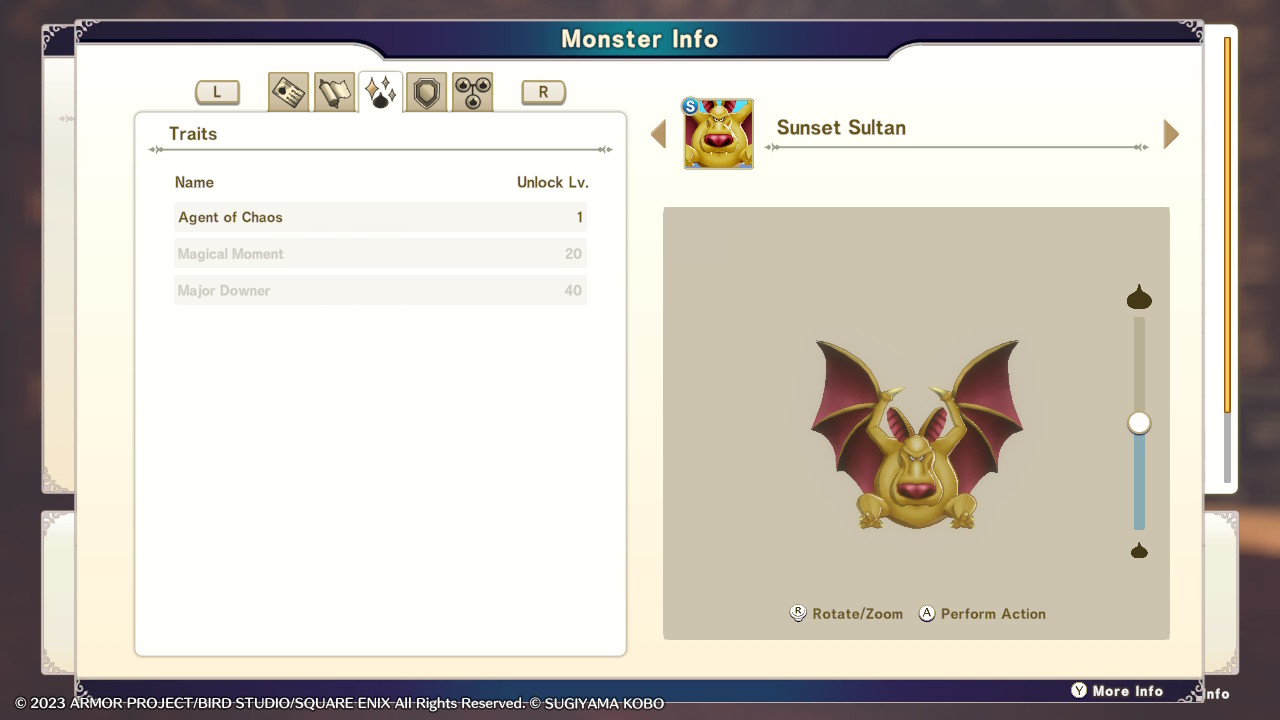 Monster Info
L
R
Traits
Name Unlock Lv.
Agent of Chaos 1
Magical Moment 20
Major Downer 40
S
Sunset Sultan
R Rotate/Zoom A Perform Action
Y More Info
nfo
© 2023 ARMOR PROJECT/BIRD STUDIO/SQUARE ENIX All Rights Reserved. © SUGIYAMA KOBO